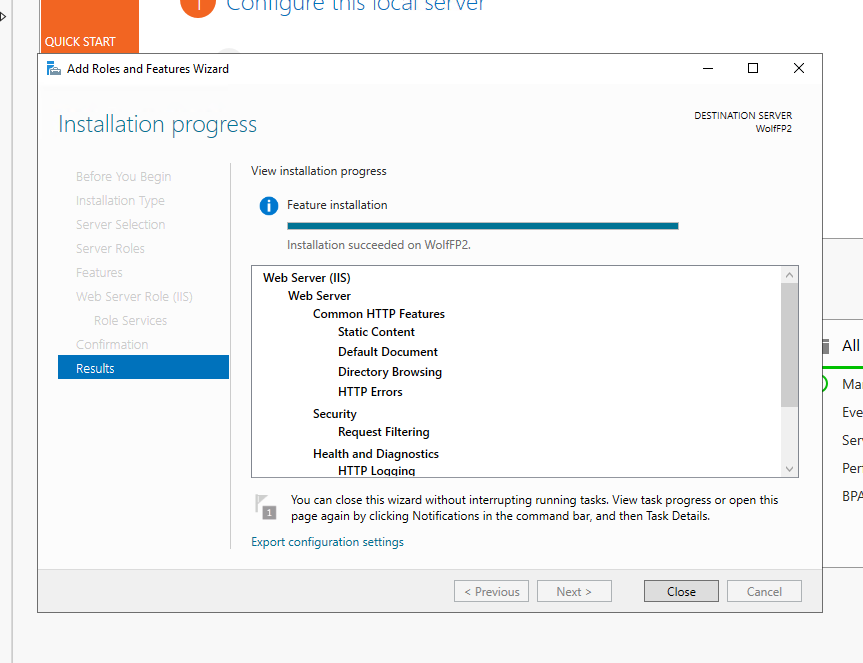 1 Configure this local server
QUICK START
Add Roles and Features Wizard
Installation progress
DESTINATION SERVER
WolfFP2
Before You Begin
Installation Type
Server Selection
Server Roles
Features
Web Server Role (IIS)
Role Services
Confirmation
Results
View installation progress
Feature installation
Installation succeeded on WolfFP2.
Web Server (IIS)
Web Server
Common HTTP Features
Static Content
Default Document
Directory Browsing
HTTP Errors
Security
Request Filtering
Health and Diagnostics
HTTP Logging
1
You can close this wizard without interrupting running tasks. View task progress or open this
page again by clicking Notifications in the command bar, and then Task Details.
Export configuration settings
< Previous
Next >
Close
Cancel
All
Ma
Eve
Ser
Per
BPA